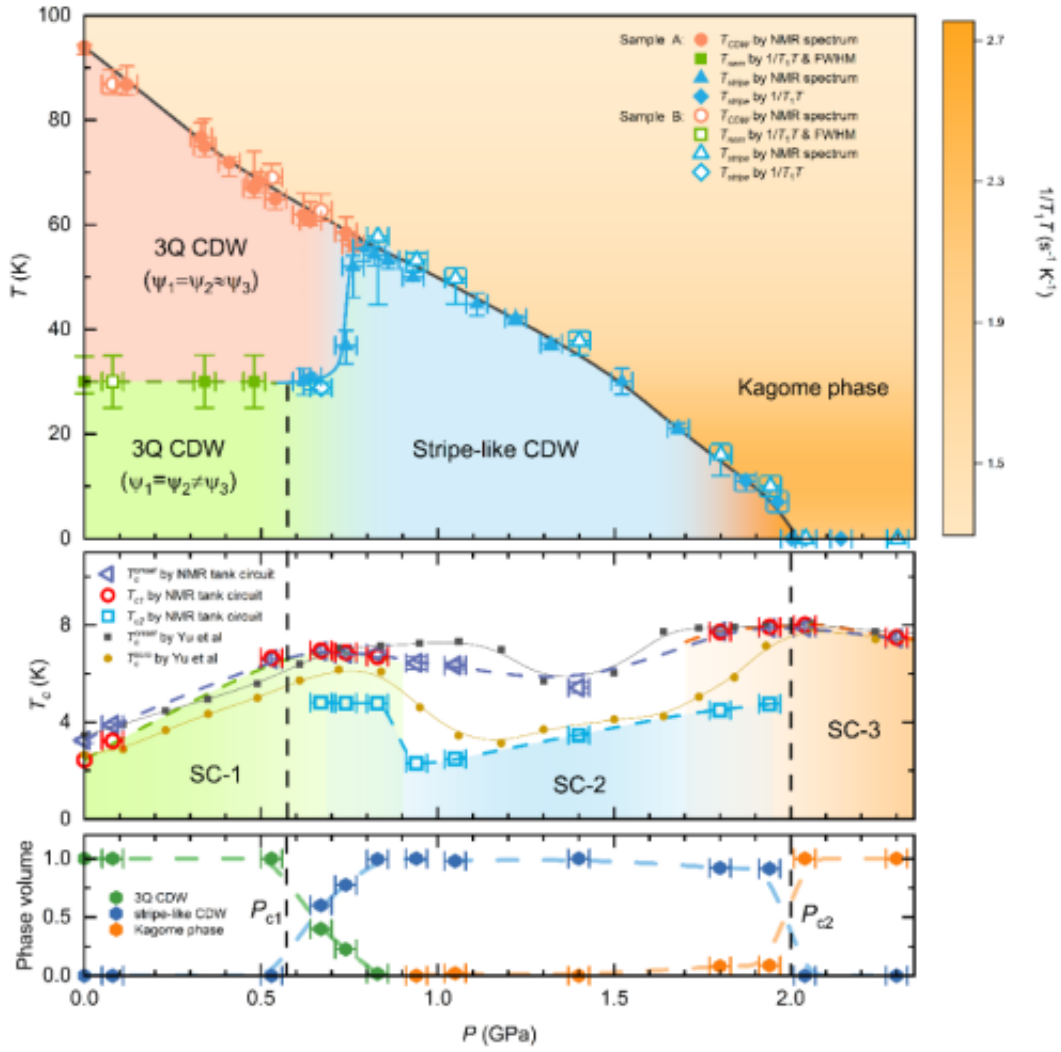 100
80
60
40
20
0
T (K)
Sample A:
T_CDW by NMR spectrum
T_nem by 1/T₁T & FWHM
T_stripe by NMR spectrum
T_stripe by 1/T₁T
Sample B:
T_CDW by NMR spectrum
T_nem by 1/T₁T & FWHM
T_stripe by NMR spectrum
T_stripe by 1/T₁T
3Q CDW
(ψ₁=ψ₂≈ψ₃)
3Q CDW
(ψ₁=ψ₂≠ψ₃)
Stripe-like CDW
Kagome phase
2.7
2.3
1.9
1.5
1/T₁T (s⁻¹ K⁻¹)
8
4
0
T_c (K)
T_c^onset by NMR tank circuit
T_c1 by NMR tank circuit
T_c2 by NMR tank circuit
T_c^onset by Yu et al
T_c^zero by Yu et al
SC-1
SC-2
SC-3
1.0
0.5
0.0
Phase volume
3Q CDW
stripe-like CDW
Kagome phase
P_c1
P_c2
0.0 0.5 1.0 1.5 2.0
P (GPa)